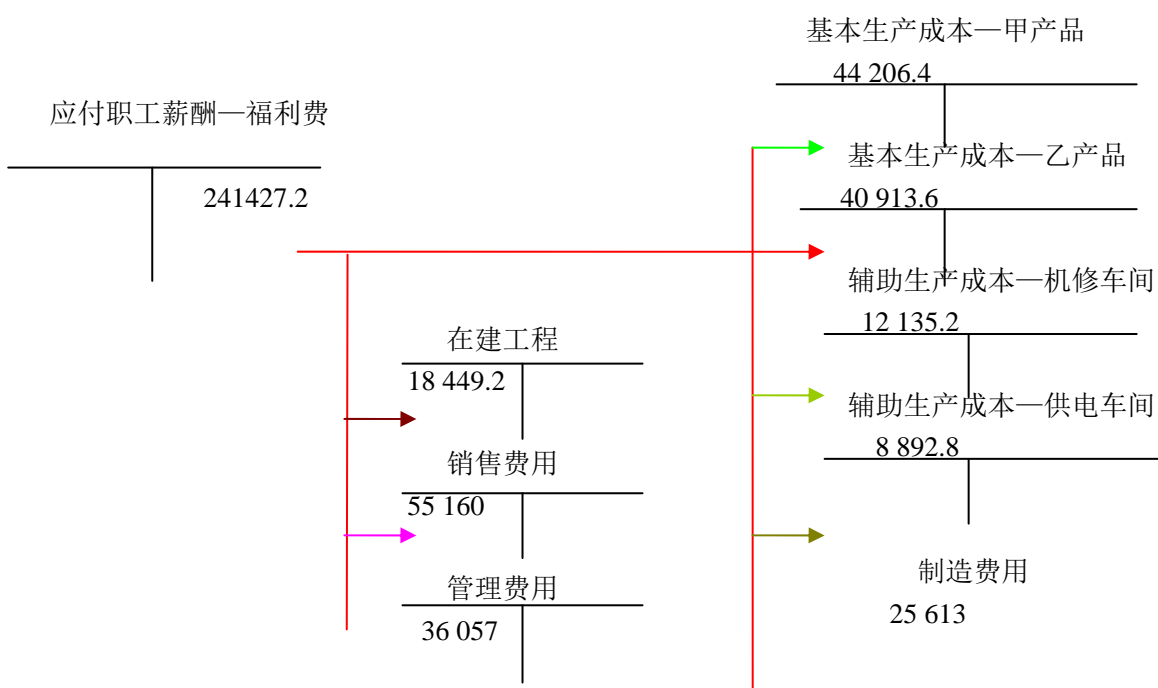 基本生产成本—甲产品
44 206.4
应付职工薪酬—福利费
241427.2
基本生产成本—乙产品
40 913.6
辅助生产成本—机修车间
12 135.2
在建工程
18 449.2
辅助生产成本—供电车间
8 892.8
销售费用
55 160
制造费用
25 613
管理费用
36 057